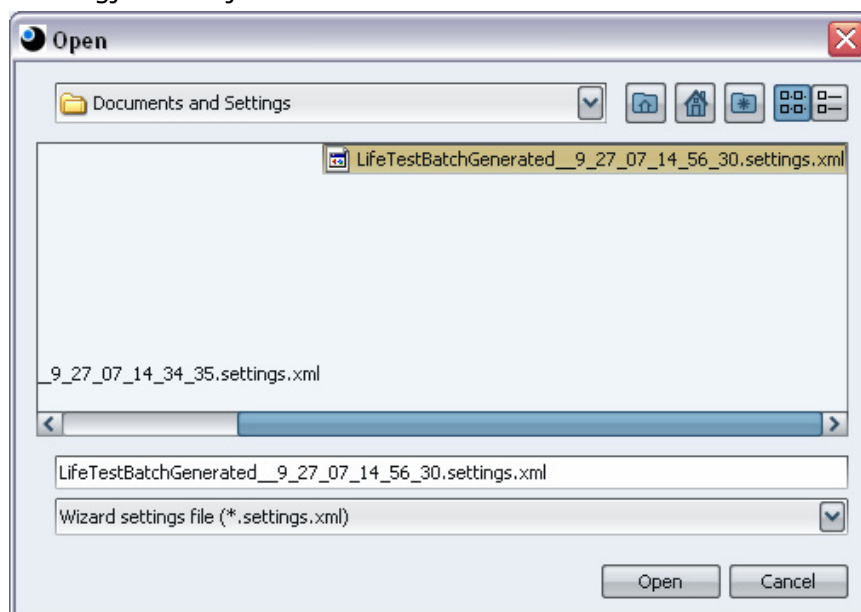 Open
Documents and Settings
LifeTestBatchGenerated__9_27_07_14_56_30.settings.xml
_9_27_07_14_34_35.settings.xml
LifeTestBatchGenerated__9_27_07_14_56_30.settings.xml
Wizard settings file (*.settings.xml)
Open Cancel